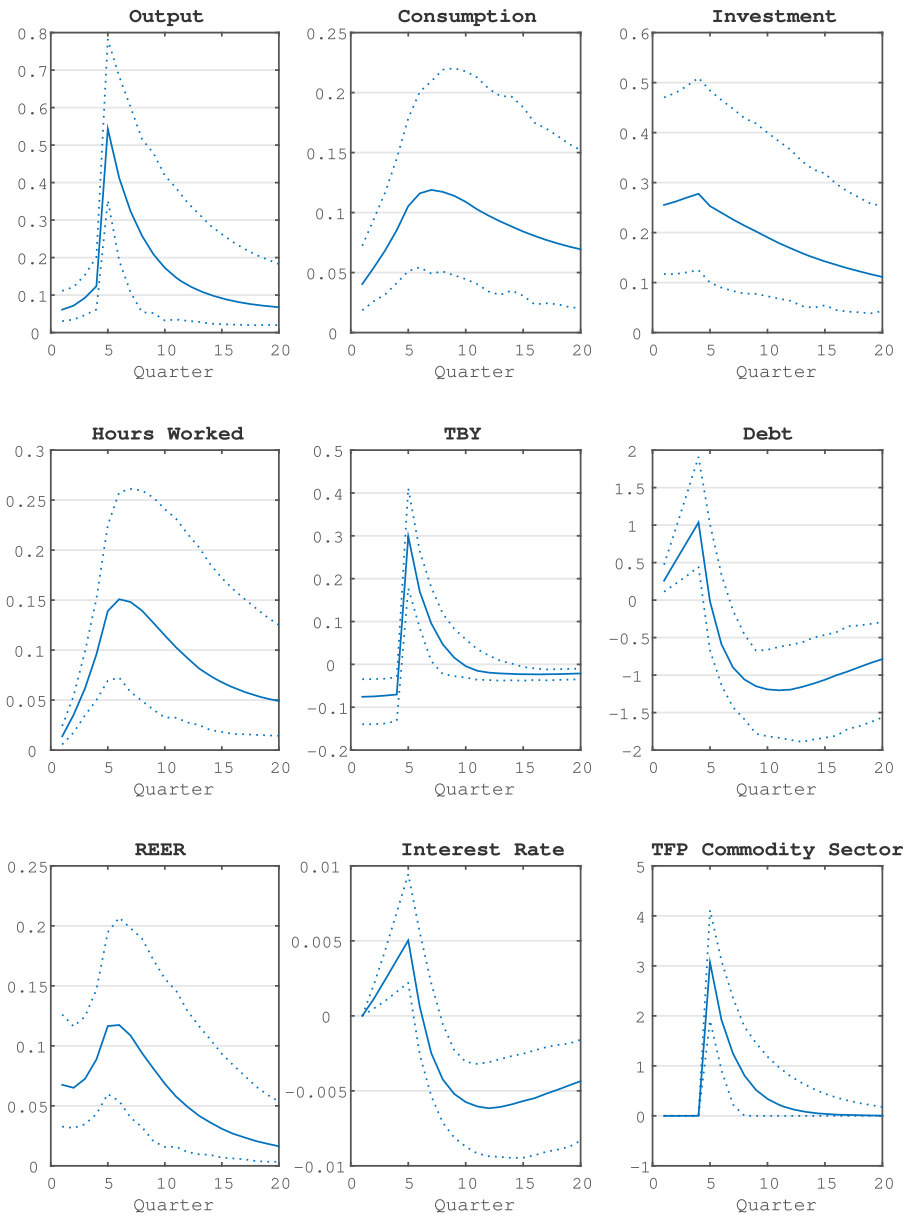 Output Consumption Investment
0.8 0.25 0.6
0.7
0.6 0.2 0.5
0.5 0.4
0.15
0.4 0.3
0.3 0.1
0.2
0.2
0.05 0.1
0.1
0 0 0
0 5 10 15 20 0 5 10 15 20 0 5 10 15 20
Quarter Quarter Quarter
Hours Worked TBY Debt
0.3 0.5 2
0.25 0.4 1.5
0.3 1
0.2
0.2 0.5
0.15
0.1 0
0.1 0 -0.5
0.05 -0.1 -1
-1.5
0 -0.2 -2
0 5 10 15 20 0 5 10 15 20 0 5 10 15 20
Quarter Quarter Quarter
REER Interest Rate TFP Commodity Sector
0.25 0.01 5
0.2 4
0.005 3
0.15
0 2
0.1
1
0.05 -0.005 0
0 -0.01 -1
0 5 10 15 20 0 5 10 15 20 0 5 10 15 20
Quarter Quarter Quarter